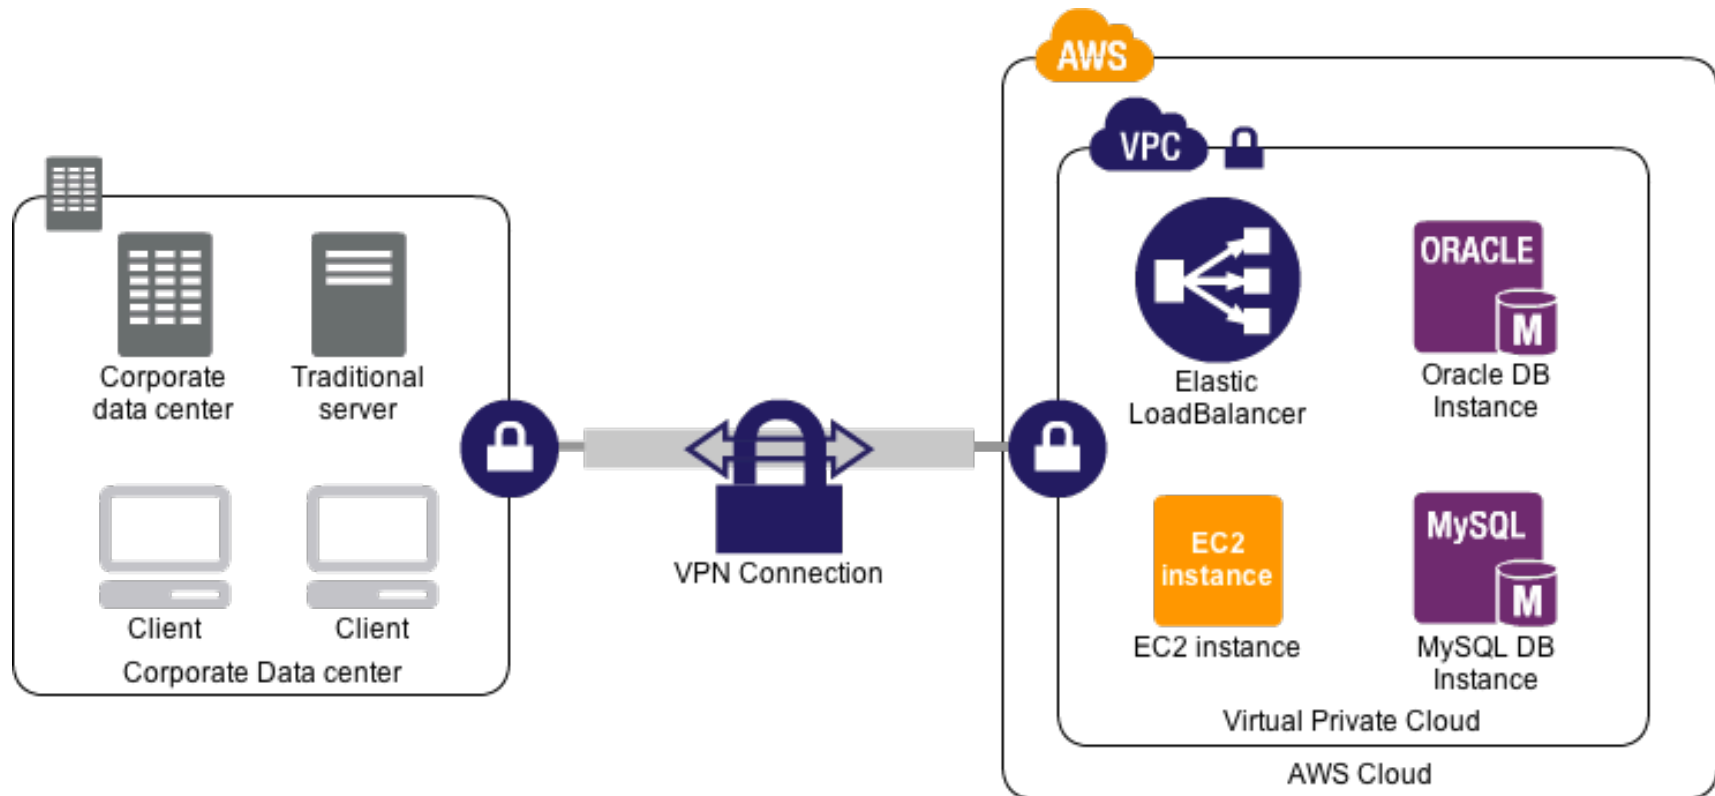 AWS
VPC
Corporate
data center
Traditional
server
Client
Client
Corporate Data center
VPN Connection
Elastic
LoadBalancer
ORACLE
M
Oracle DB
Instance
EC2
instance
EC2 instance
MySQL
M
MySQL DB
Instance
Virtual Private Cloud
AWS Cloud